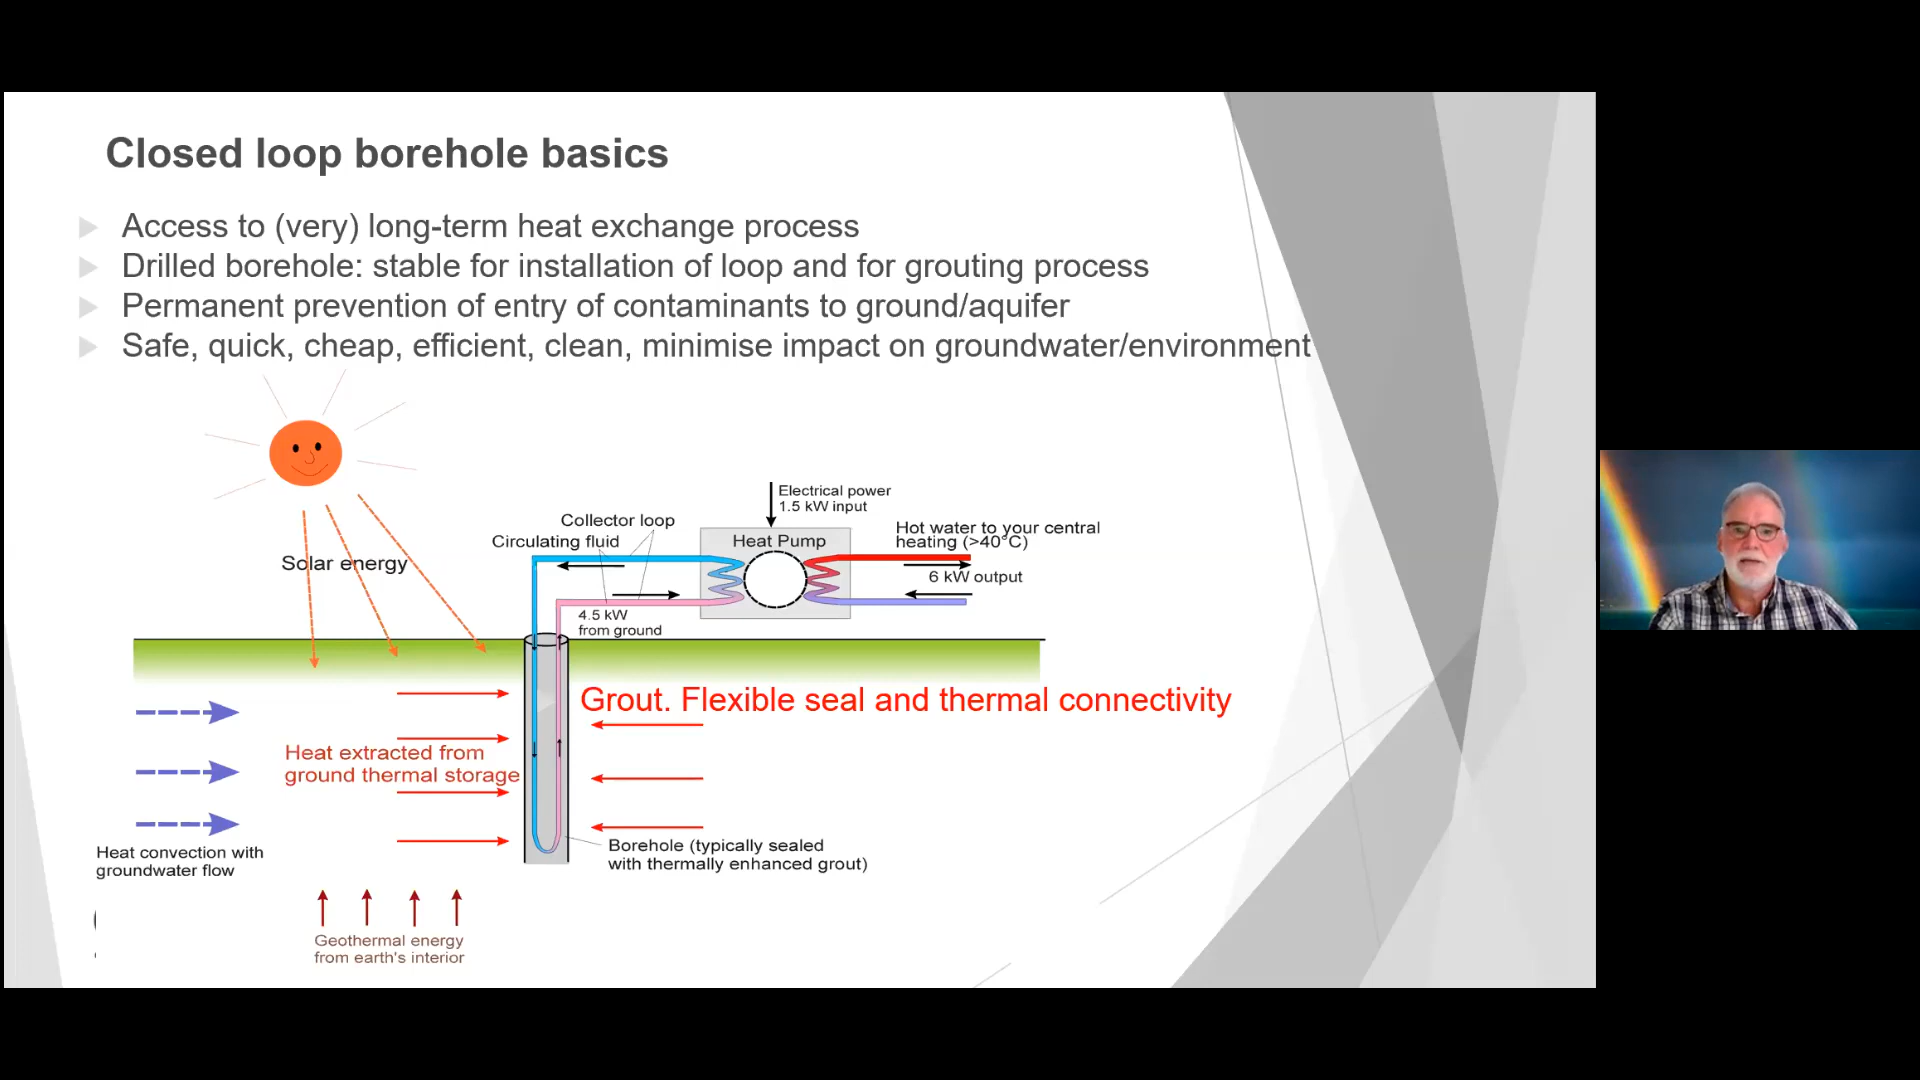 Closed loop borehole basics
Access to (very) long-term heat exchange process
Drilled borehole: stable for installation of loop and for grouting process
Permanent prevention of entry of contaminants to ground/aquifer
Safe, quick, cheap, efficient, clean, minimise impact on groundwater/environment
Electrical power
1.5 kW input
Collector loop
Circulating fluid
Heat Pump
Hot water to your central
heating (>40°C)
6 kW output
Solar energy
4.5 kW
from ground
Grout. Flexible seal and thermal connectivity
Heat extracted from
ground thermal storage
Heat convection with
groundwater flow
Borehole (typically sealed
with thermally enhanced grout)
Geothermal energy
from earth's interior